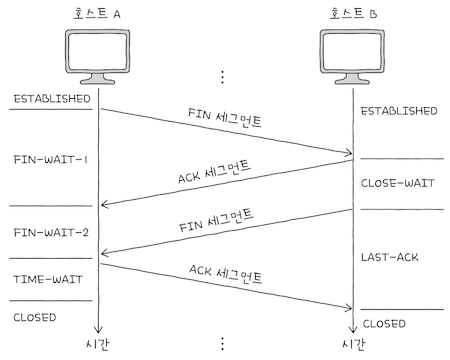 호스트 A
호스트 B
⋮
ESTABLISHED
ESTABLISHED
FIN 세그먼트
FIN-WAIT-1
ACK 세그먼트
CLOSE-WAIT
FIN 세그먼트
FIN-WAIT-2
LAST-ACK
ACK 세그먼트
TIME-WAIT
CLOSED
CLOSED
시간
⋮
시간